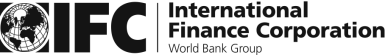 IFC
International
Finance Corporation
World Bank Group